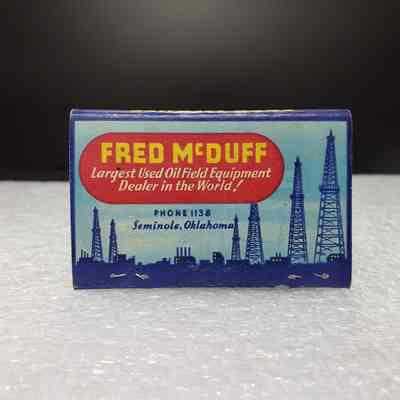 FRED McDUFF
Largest Used Oil Field Equipment
Dealer in the World!
PHONE 1138
Seminole, Oklahoma